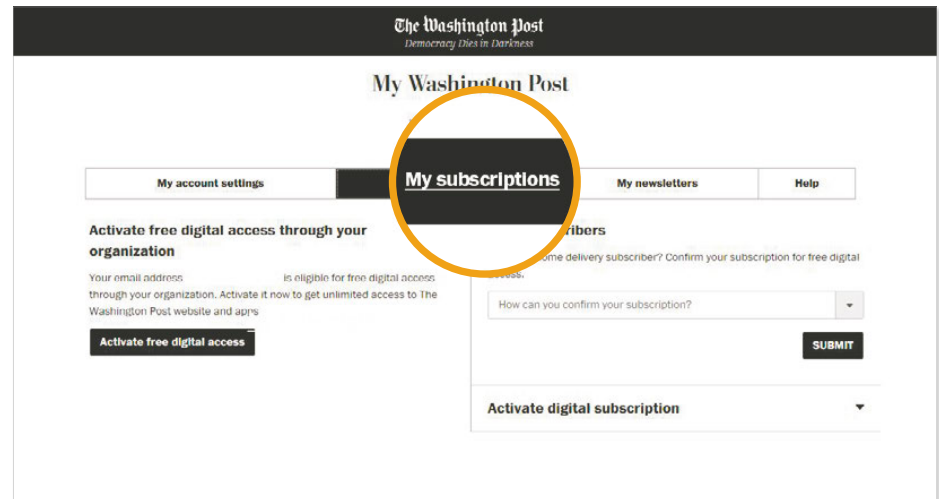 The Washington Post
Democracy Dies in Darkness
My Washington Post
My account settings
My subscriptions
My newsletters
Help
Activate free digital access through your
organization
Your email address is eligible for free digital access
through your organization. Activate it now to get unlimited access to The
Washington Post website and apps
Activate free digital access
ribers
ome delivery subscriber? Confirm your subscription for free digital
access.
How can you confirm your subscription?
SUBMIT
Activate digital subscription